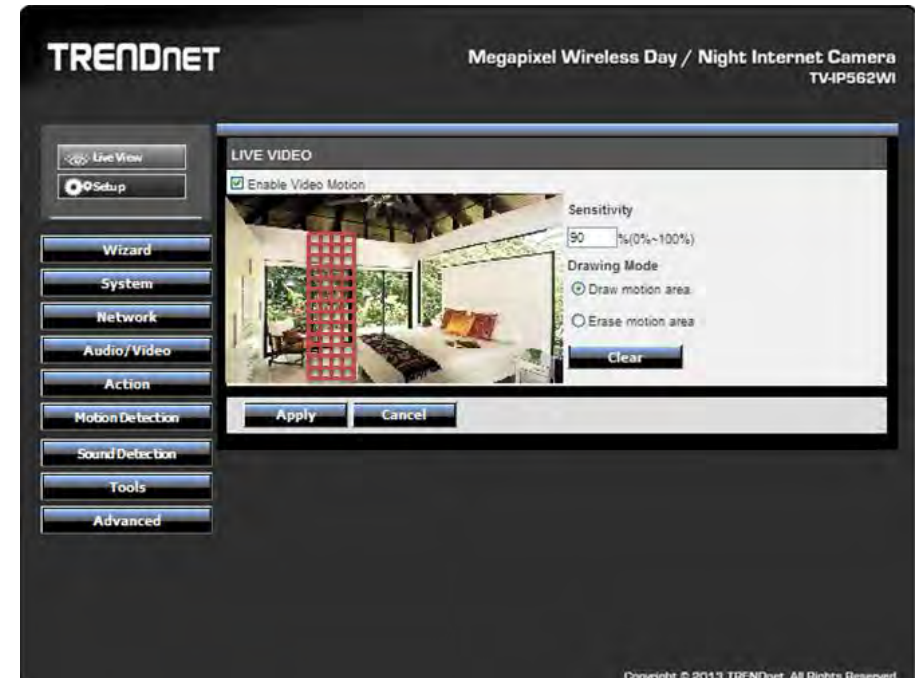 TRENDnet
Megapixel Wireless Day / Night Internet Camera
TV-IP562WI
Live View
Setup
LIVE VIDEO
Enable Video Motion
Sensitivity
90 %(0%~100%)
Drawing Mode
Draw motion area
Erase motion area
Clear
Apply Cancel
Wizard
System
Network
Audio/Video
Action
Motion Detection
Sound Detection
Tools
Advanced
Copyright © 2013 TRENDnet. All Rights Reserved.